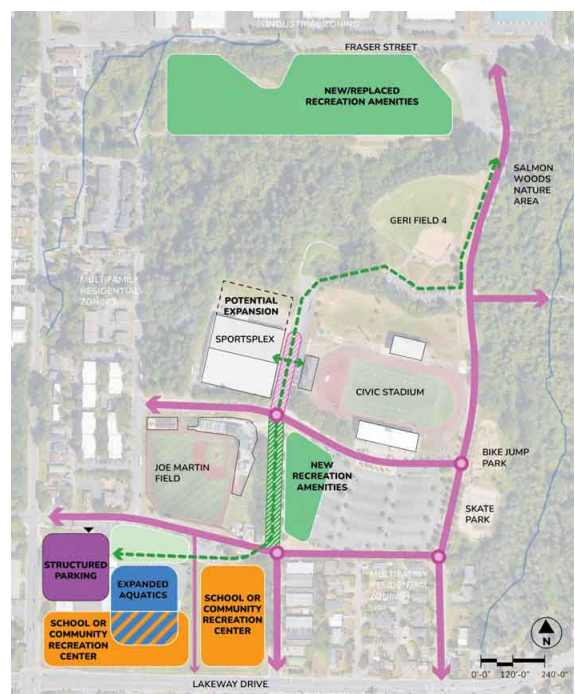 INDUSTRIAL ZONING
FRASER STREET
NEW/REPLACED
RECREATION AMENITIES
SALMON
WOODS
NATURE
AREA
GERI FIELD 4
MULTIFAMILY
RESIDENTIAL
ZONING
POTENTIAL
EXPANSION
SPORTSPLEX
CIVIC STADIUM
JOE MARTIN
FIELD
NEW
RECREATION
AMENITIES
BIKE JUMP
PARK
SKATE
PARK
STRUCTURED
PARKING
EXPANDED
AQUATICS
SCHOOL OR
COMMUNITY
RECREATION
CENTER
SCHOOL OR
COMMUNITY
RECREATION
CENTER
MULTIFAMILY
RESIDENTIAL
ZONING
N
0'-0" 120'-0" 240'-0"
LAKEWAY DRIVE